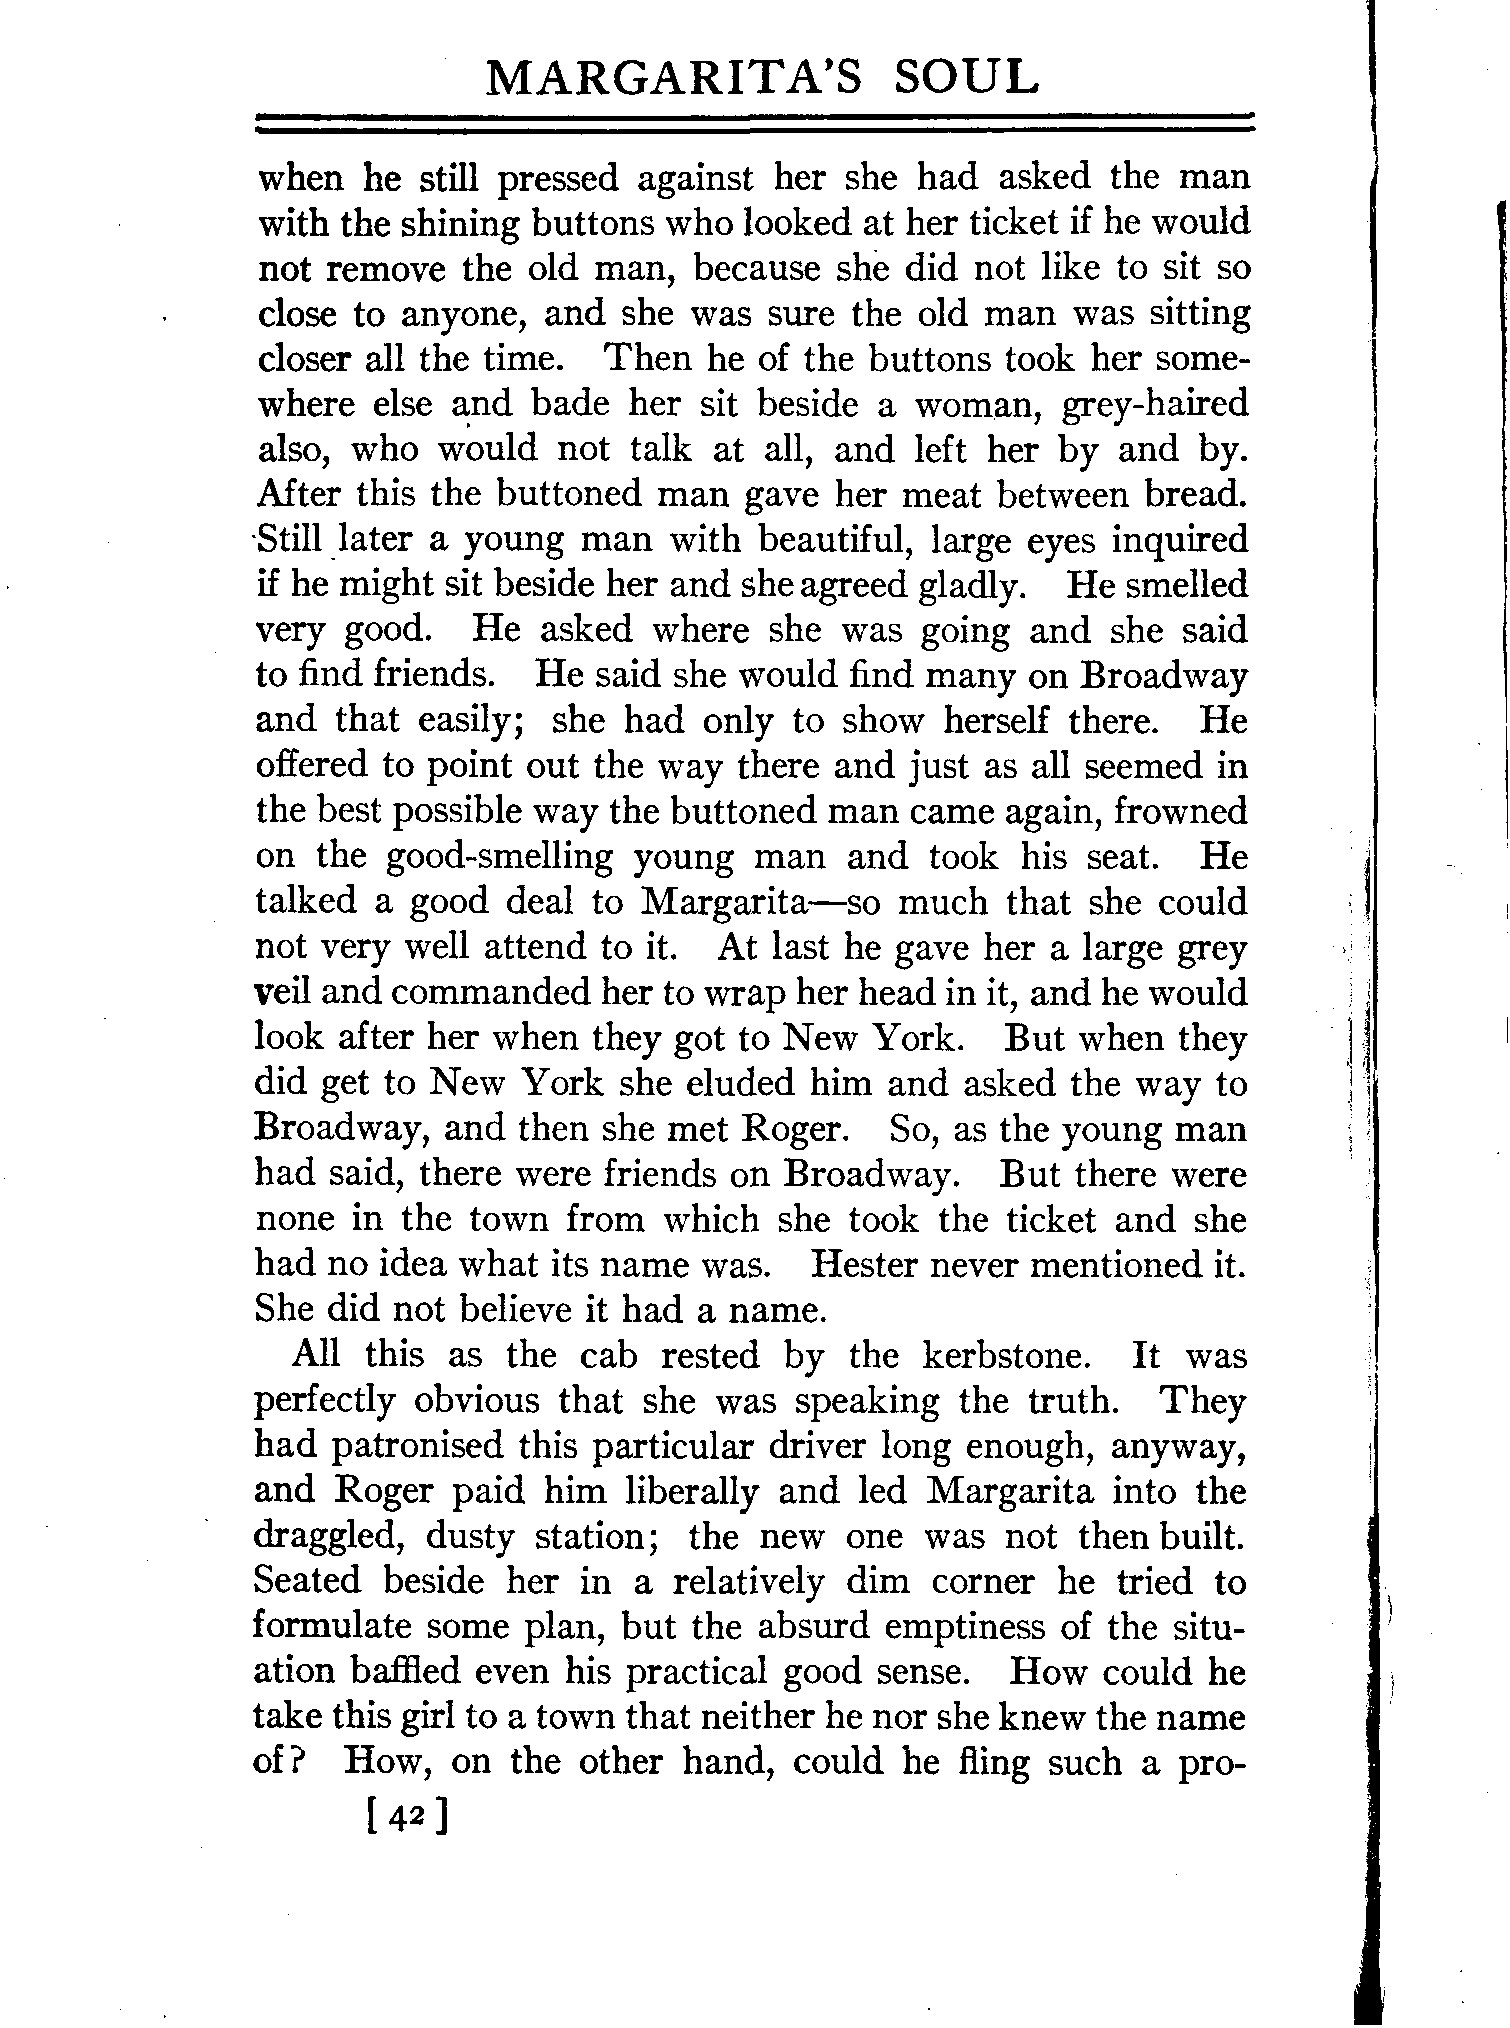 MARGARITA'S SOUL
when he still pressed against her she had asked the man
with the shining buttons who looked at her ticket if he would
not remove the old man, because she did not like to sit so
close to anyone, and she was sure the old man was sitting
closer all the time. Then he of the buttons took her some-
where else and bade her sit beside a woman, grey-haired
also, who would not talk at all, and left her by and by.
After this the buttoned man gave her meat between bread.
Still later a young man with beautiful, large eyes inquired
if he might sit beside her and she agreed gladly. He smelled
very good. He asked where she was going and she said
to find friends. He said she would find many on Broadway
and that easily; she had only to show herself there. He
offered to point out the way there and just as all seemed in
the best possible way the buttoned man came again, frowned
on the good-smelling young man and took his seat. He
talked a good deal to Margarita—so much that she could
not very well attend to it. At last he gave her a large grey
veil and commanded her to wrap her head in it, and he would
look after her when they got to New York. But when they
did get to New York she eluded him and asked the way to
Broadway, and then she met Roger. So, as the young man
had said, there were friends on Broadway. But there were
none in the town from which she took the ticket and she
had no idea what its name was. Hester never mentioned it.
She did not believe it had a name.
All this as the cab rested by the kerbstone. It was
perfectly obvious that she was speaking the truth. They
had patronised this particular driver long enough, anyway,
and Roger paid him liberally and led Margarita into the
draggled, dusty station; the new one was not then built.
Seated beside her in a relatively dim corner he tried to
formulate some plan, but the absurd emptiness of the situ-
ation baffled even his practical good sense. How could he
take this girl to a town that neither he nor she knew the name
of? How, on the other hand, could he fling such a pro-
[42]